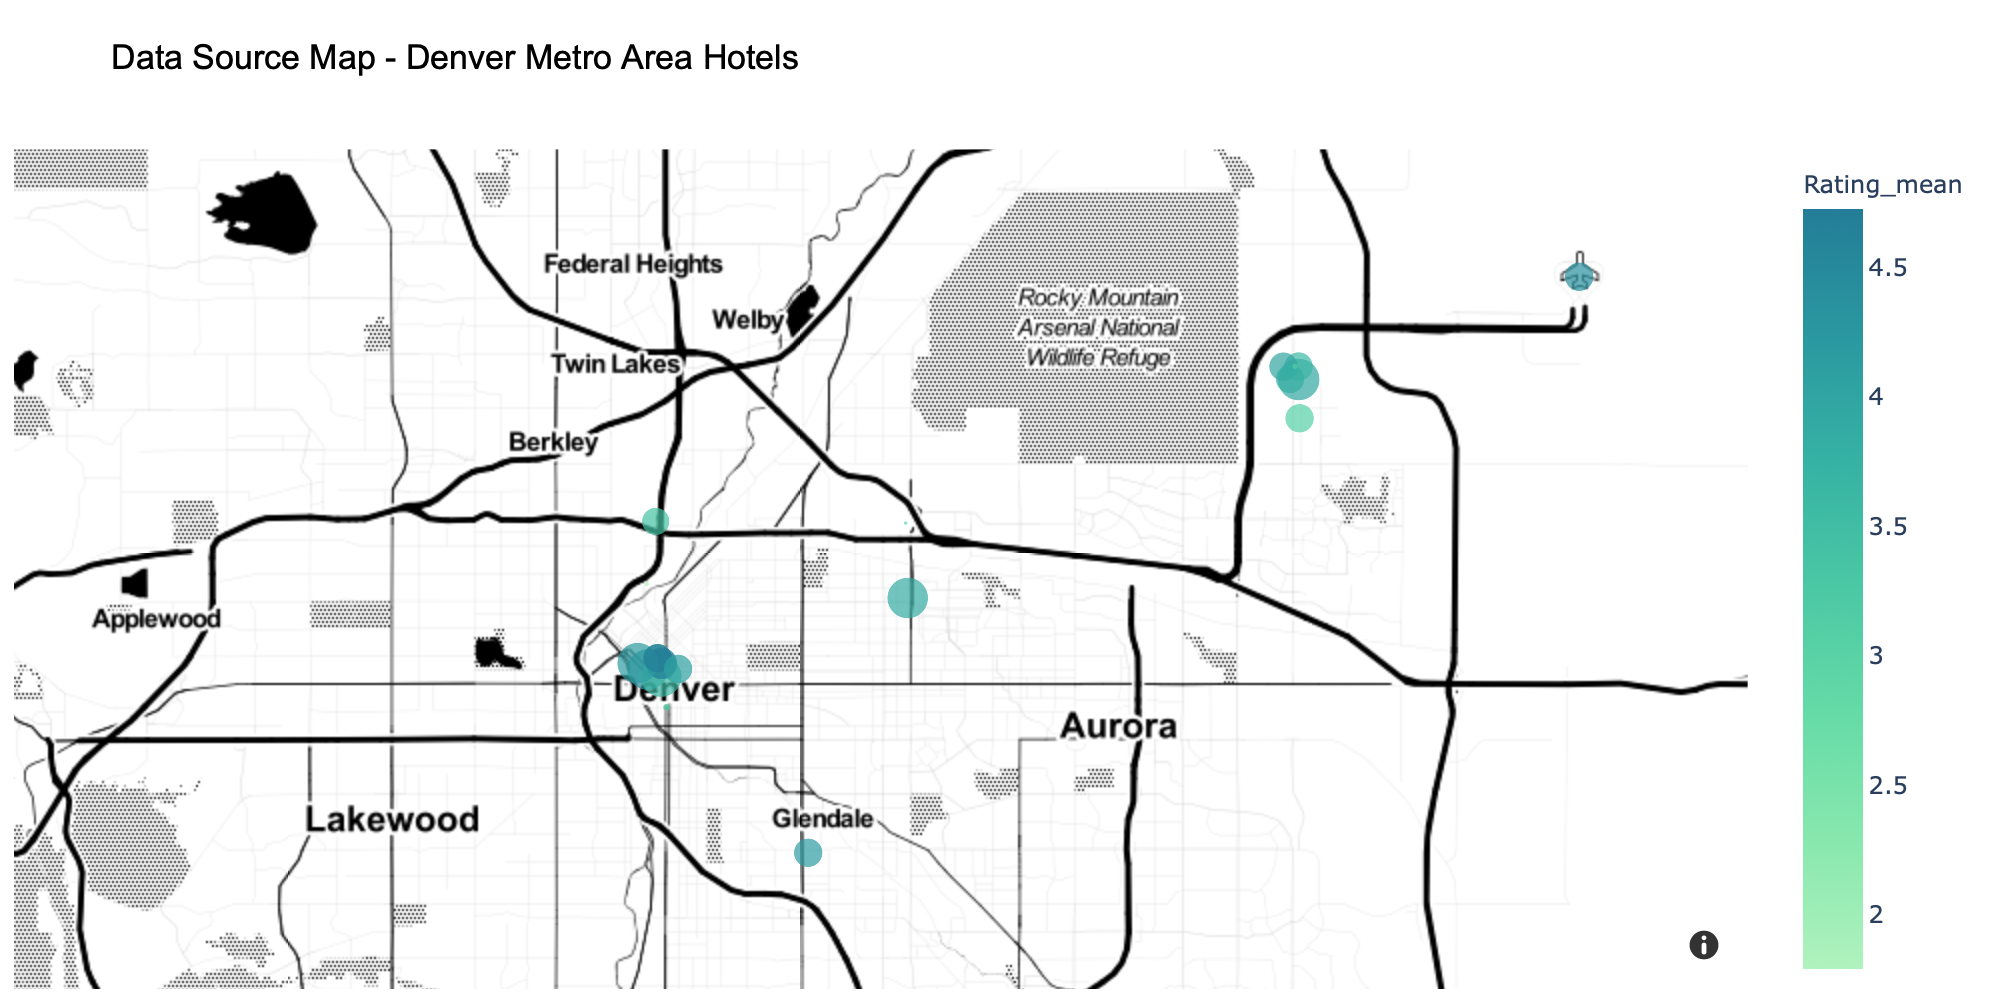 Data Source Map - Denver Metro Area Hotels
Rating_mean
4.5
4
3.5
3
2.5
2
Federal Heights
Welby
Rocky Mountain
Arsenal National
Wildlife Refuge
Twin Lakes
Berkley
Applewood
Denver
Aurora
Lakewood
Glendale